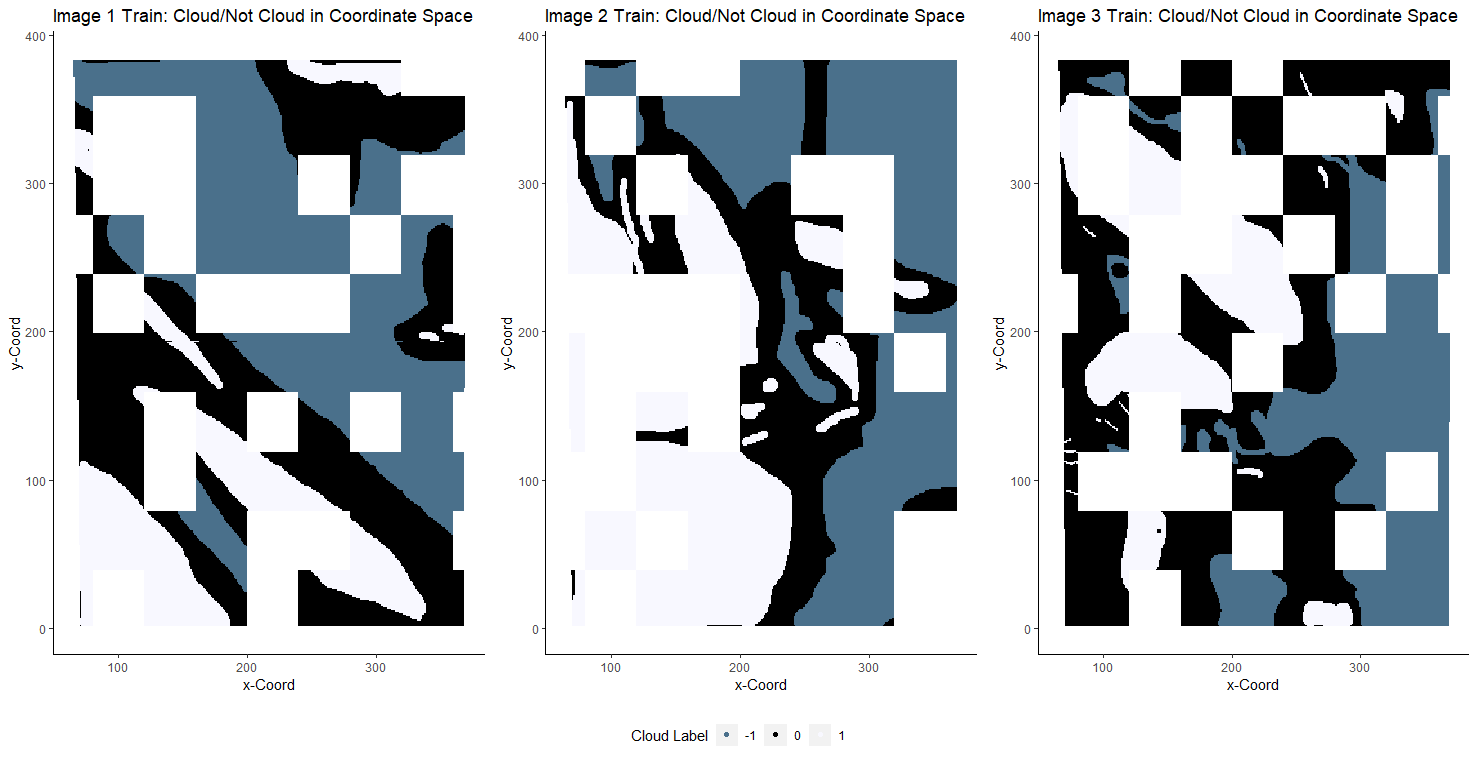 Image 1 Train: Cloud/Not Cloud in Coordinate Space
400
300
200
100
0
y-Coord
100 200 300
x-Coord
Image 2 Train: Cloud/Not Cloud in Coordinate Space
400
300
200
100
0
y-Coord
100 200 300
x-Coord
Image 3 Train: Cloud/Not Cloud in Coordinate Space
400
300
200
100
0
y-Coord
100 200 300
x-Coord
Cloud Label -1 0 1